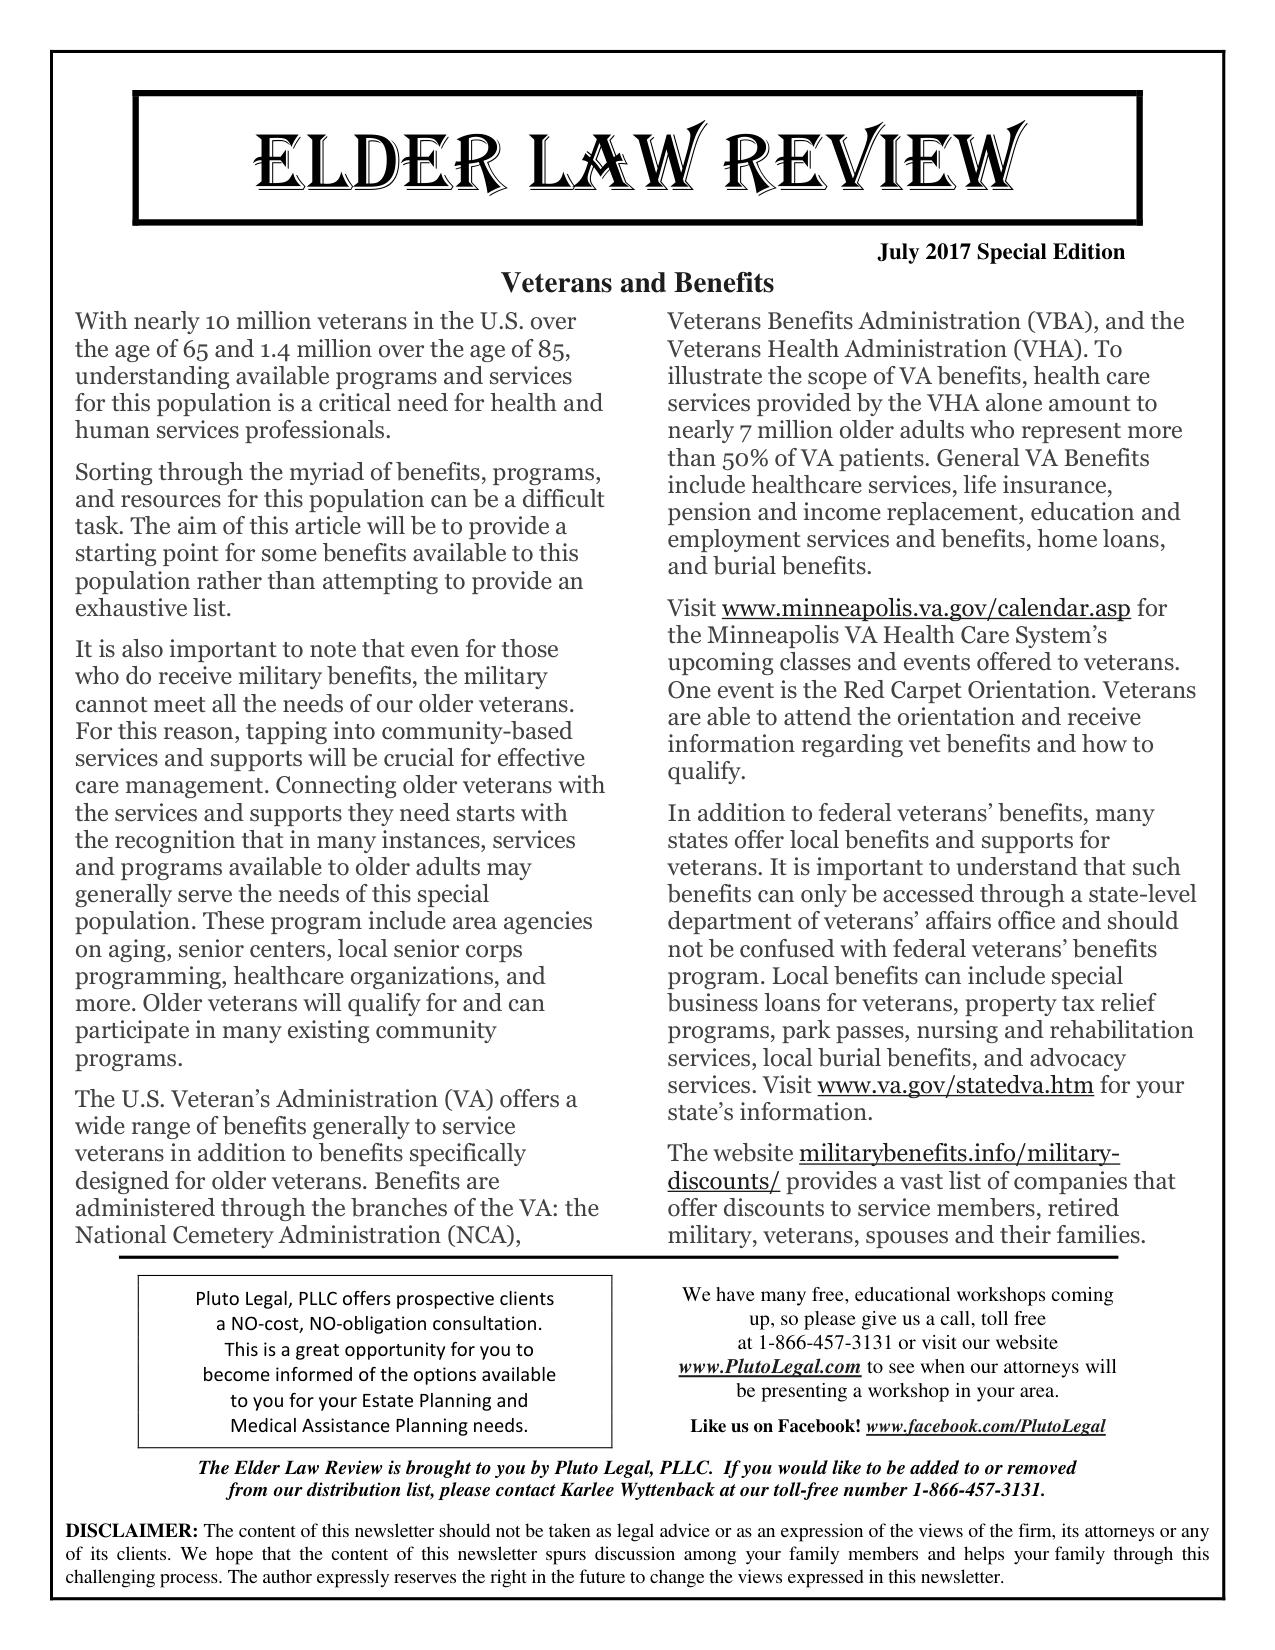 ELDER LAW REVIEW
July 2017 Special Edition
Veterans and Benefits
With nearly 10 million veterans in the U.S. over
the age of 65 and 1.4 million over the age of 85,
understanding available programs and services
for this population is a critical need for health and
human services professionals.
Sorting through the myriad of benefits, programs,
and resources for this population can be a difficult
task. The aim of this article will be to provide a
starting point for some benefits available to this
population rather than attempting to provide an
exhaustive list.
It is also important to note that even for those
who do receive military benefits, the military
cannot meet all the needs of our older veterans.
For this reason, tapping into community-based
services and supports will be crucial for effective
care management. Connecting older veterans with
the services and supports they need starts with
the recognition that in many instances, services
and programs available to older adults may
generally serve the needs of this special
population. These program include area agencies
on aging, senior centers, local senior corps
programming, healthcare organizations, and
more. Older veterans will qualify for and can
participate in many existing community
programs.
The U.S. Veteran’s Administration (VA) offers a
wide range of benefits generally to service
veterans in addition to benefits specifically
designed for older veterans. Benefits are
administered through the branches of the VA: the
National Cemetery Administration (NCA),
Veterans Benefits Administration (VBA), and the
Veterans Health Administration (VHA). To
illustrate the scope of VA benefits, health care
services provided by the VHA alone amount to
nearly 7 million older adults who represent more
than 50% of VA patients. General VA Benefits
include healthcare services, life insurance,
pension and income replacement, education and
employment services and benefits, home loans,
and burial benefits.
Visit www.minneapolis.va.gov/calendar.asp for
the Minneapolis VA Health Care System’s
upcoming classes and events offered to veterans.
One event is the Red Carpet Orientation. Veterans
are able to attend the orientation and receive
information regarding vet benefits and how to
qualify.
In addition to federal veterans’ benefits, many
states offer local benefits and supports for
veterans. It is important to understand that such
benefits can only be accessed through a state-level
department of veterans’ affairs office and should
not be confused with federal veterans’ benefits
program. Local benefits can include special
business loans for veterans, property tax relief
programs, park passes, nursing and rehabilitation
services, local burial benefits, and advocacy
services. Visit www.va.gov/statedva.htm for your
state’s information.
The website militarybenefits.info/military-
discounts/ provides a vast list of companies that
offer discounts to service members, retired
military, veterans, spouses and their families.
Pluto Legal, PLLC offers prospective clients
a NO-cost, NO-obligation consultation.
This is a great opportunity for you to
become informed of the options available
to you for your Estate Planning and
Medical Assistance Planning needs.
We have many free, educational workshops coming
up, so please give us a call, toll free
at 1-866-457-3131 or visit our website
www.PlutoLegal.com to see when our attorneys will
be presenting a workshop in your area.
Like us on Facebook! www.facebook.com/PlutoLegal
The Elder Law Review is brought to you by Pluto Legal, PLLC. If you would like to be added to or removed
from our distribution list, please contact Karlee Wyttenback at our toll-free number 1-866-457-3131.
DISCLAIMER: The content of this newsletter should not be taken as legal advice or as an expression of the views of the firm, its attorneys or any
of its clients. We hope that the content of this newsletter spurs discussion among your family members and helps your family through this
challenging process. The author expressly reserves the right in the future to change the views expressed in this newsletter.